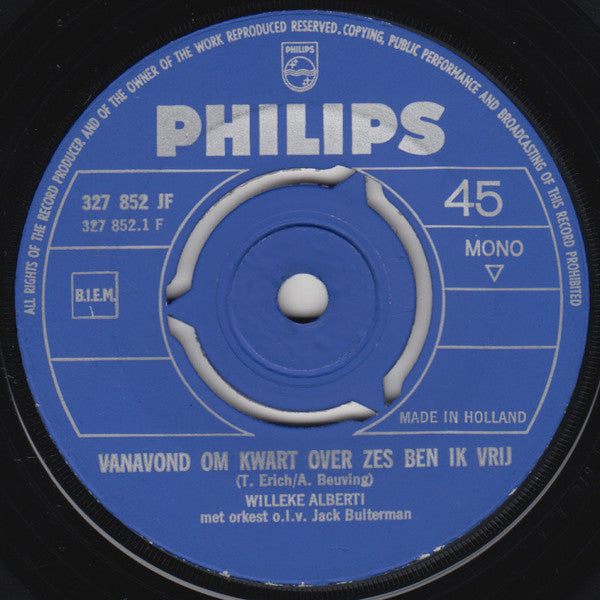 ALL RIGHTS OF THE RECORD PRODUCER AND OF THE OWNER OF THE WORK REPRODUCED RESERVED. COPYING, PUBLIC PERFORMANCE AND BROADCASTING OF THIS RECORD PROHIBITED
PHILIPS
PHILIPS
327 852 JF
327 852.1 F
45
MONO
B.I.E.M.
MADE IN HOLLAND
VANAVOND OM KWART OVER ZES BEN IK VRIJ
(T. Erich/A. Beuving)
WILLEKE ALBERTI
met orkest o.l.v. Jack Bulterman